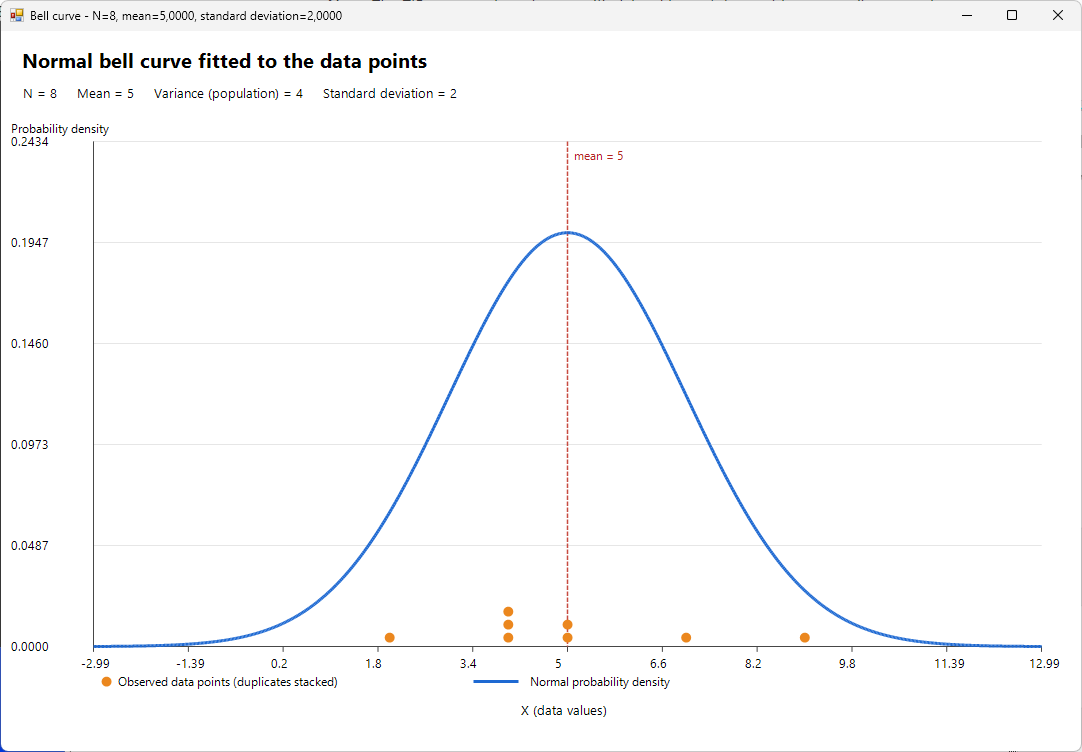 Bell curve - N=8, mean=5,0000, standard deviation=2,0000
Normal bell curve fitted to the data points
N = 8 Mean = 5 Variance (population) = 4 Standard deviation = 2
Probability density
0.2434
mean = 5
0.1947
0.1460
0.0973
0.0487
0.0000
-2.99 -1.39 0.2 1.8 3.4 5 6.6 8.2 9.8 11.39 12.99
Observed data points (duplicates stacked) Normal probability density
X (data values)